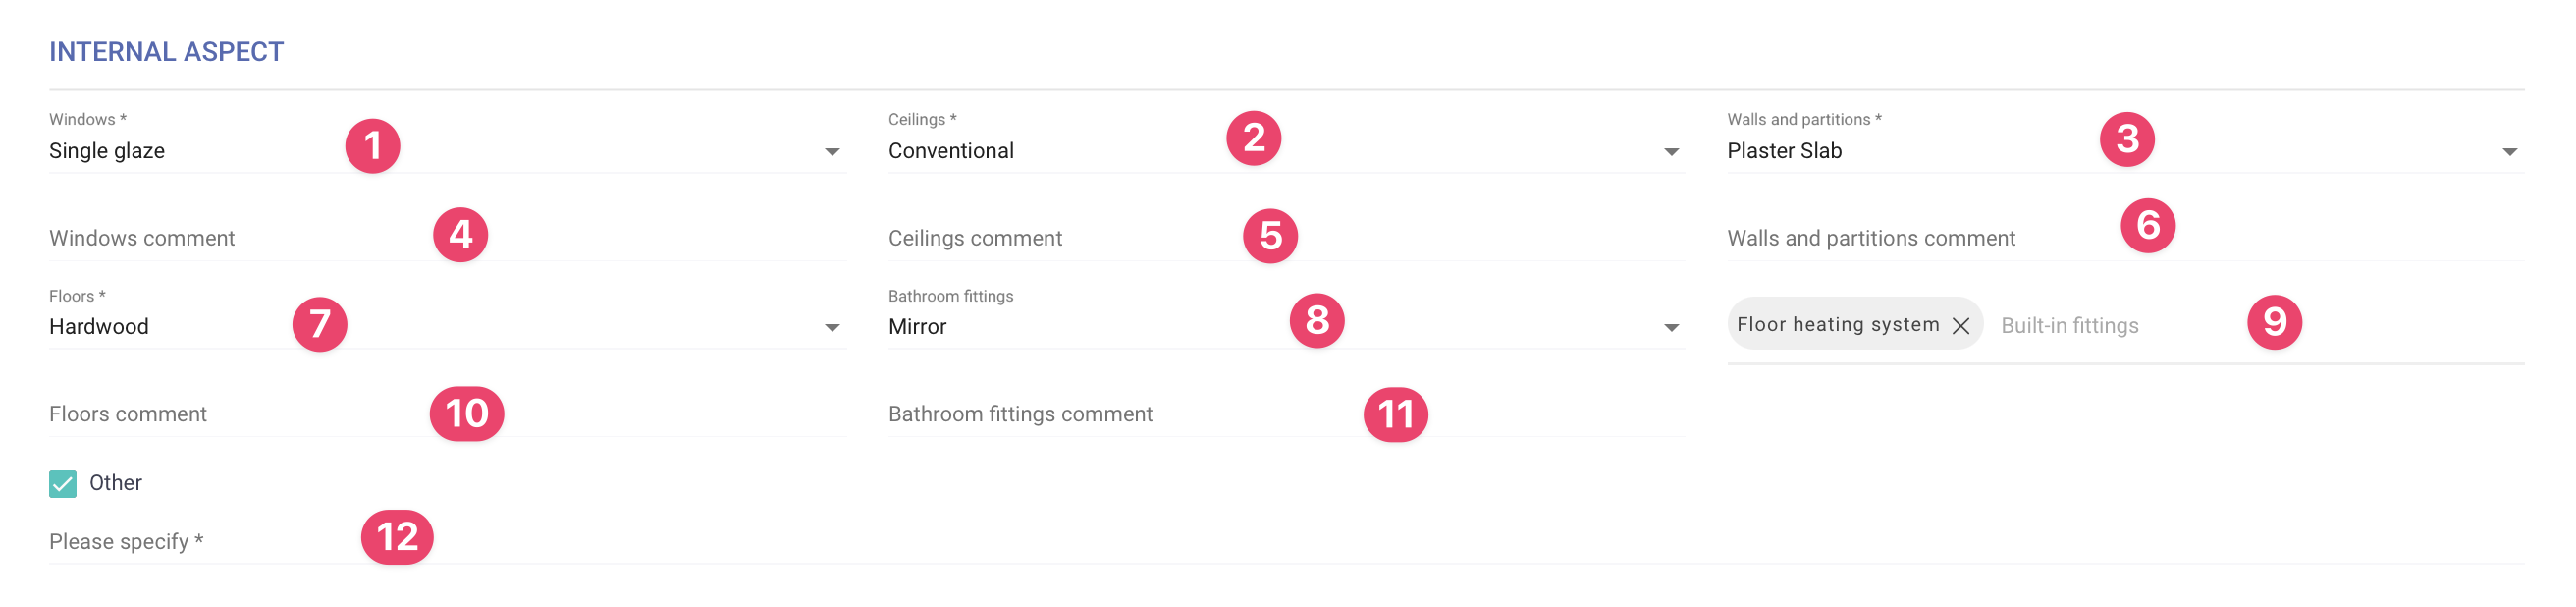 INTERNAL ASPECT
Windows *
Single glaze
1
Ceilings *
Conventional
2
Walls and partitions *
Plaster Slab
3
Windows comment
4
Ceilings comment
5
Walls and partitions comment
6
Floors *
Hardwood
7
Bathroom fittings
Mirror
8
Floor heating system
Built-in fittings
9
Floors comment
10
Bathroom fittings comment
11
Other
Please specify *
12